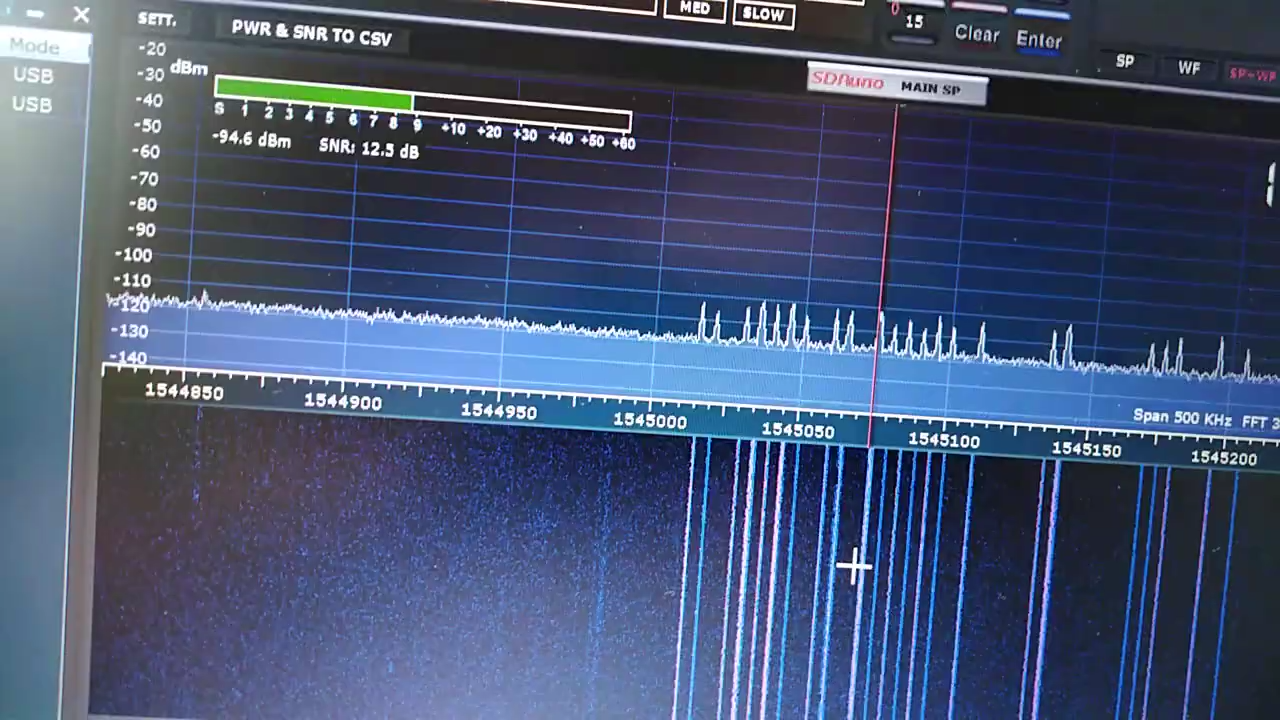 MED
SLOW
0
15
Clear
Enter
SP
WF
SP+WF
Mode
USB
USB
SETT.
PWR & SNR TO CSV
SDRuno MAIN SP
dBm
S 1 2 3 4 5 6 7 8 9 +10 +20 +30 +40 +50 +60
-94.6 dBm SNR: 12.5 dB
-20
-30
-40
-50
-60
-70
-80
-90
-100
-110
-120
-130
-140
Span 500 KHz FFT
1544850 1544900 1544950 1545000 1545050 1545100 1545150 1545200